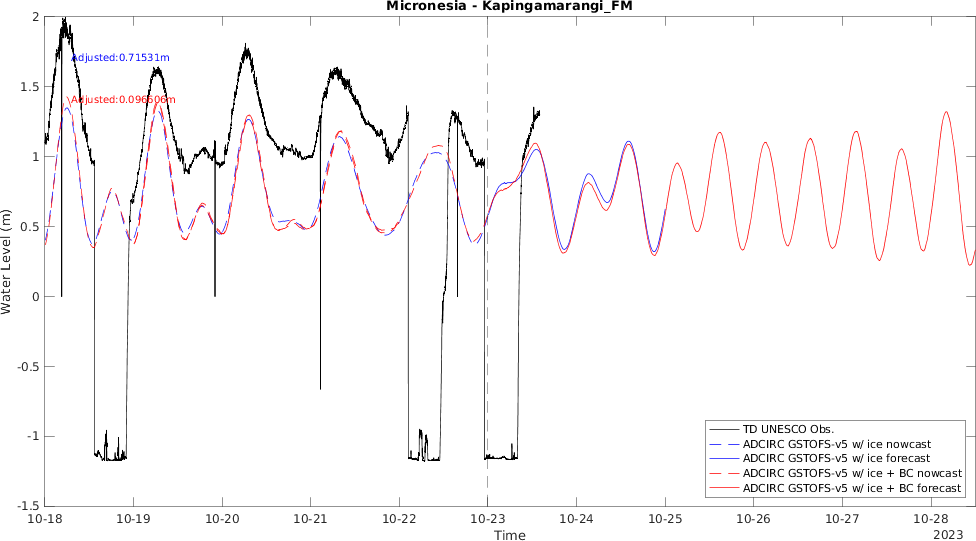 Micronesia - Kapingamarangi_FM
2
1.5
1
0.5
0
-0.5
-1
-1.5
Water Level (m)
Adjusted:0.71531m
Adjusted:0.096606m
TD UNESCO Obs.
ADCIRC GSTOFS-v5 w/ ice nowcast
ADCIRC GSTOFS-v5 w/ ice forecast
ADCIRC GSTOFS-v5 w/ ice + BC nowcast
ADCIRC GSTOFS-v5 w/ ice + BC forecast
10-18 10-19 10-20 10-21 10-22 10-23 10-24 10-25 10-26 10-27 10-28
Time
2023